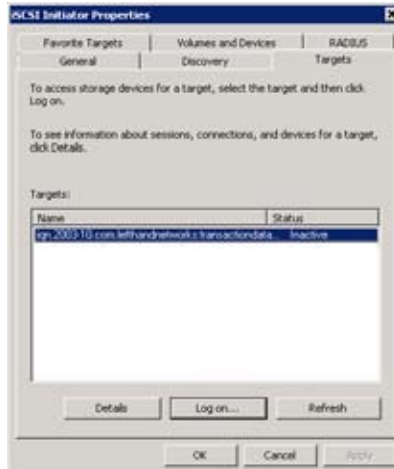 iSCSI Initiator Properties
Favorite Targets Volumes and Devices RADIUS
General Discovery Targets
To access storage devices for a target, select the target and then click
Log on.
To see information about sessions, connections, and devices for a target,
click Details.
Targets:
Name Status
iqn.2003-10.com.lefthandnetworks:transactiondata... Inactive
Details Log on... Refresh
OK Cancel Apply